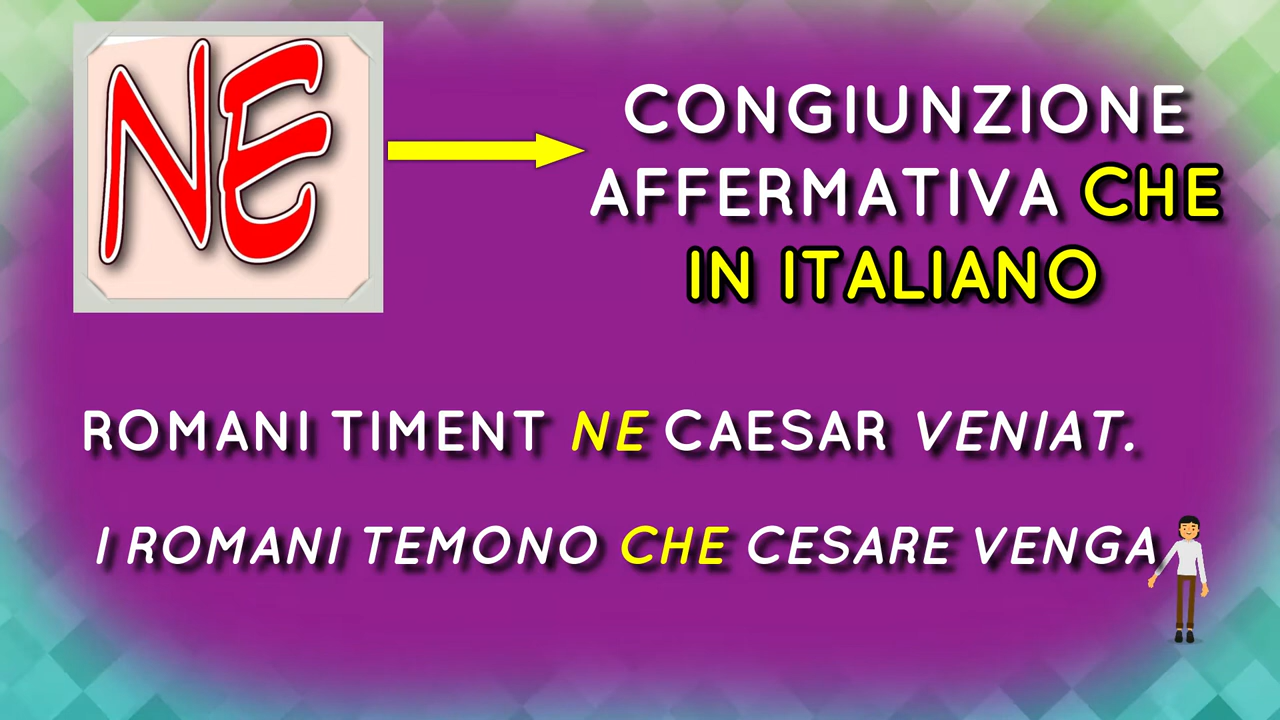 NE
CONGIUNZIONE
AFFERMATIVA CHE
IN ITALIANO
ROMANI TIMENT NE CAESAR VENIAT.
I ROMANI TEMONO CHE CESARE VENGA